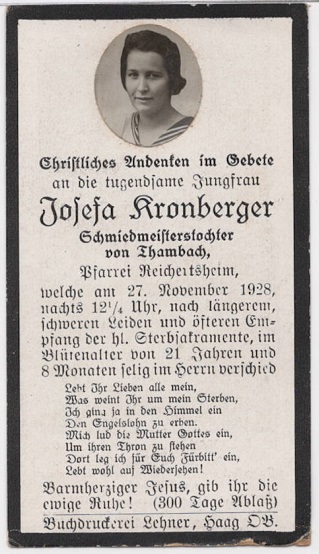 Christliches Andenken im Gebete
an die tugendsame Jungfrau
Josefa Kronberger
Schmiedmeisterstochter
von Thambach,
Pfarrei Reichertsheim,
welche am 27. November 1928,
nachts 12¼ Uhr, nach längerem,
schweren Leiden und öfteren Em-
pfang der hl. Sterbsakramente, im
Blütenalter von 21 Jahren und
8 Monaten selig im Herrn verschied
Lebt Ihr Lieben alle mein,
Was weint Ihr um mein Sterben,
Ich ging ja in den Himmel ein
Den Engelslohn zu erben.
Mich lud die Mutter Gottes ein,
Um ihren Thron zu stehen
Dort leg ich für Euch Fürbitt' ein,
Lebt wohl auf Wiedersehen!
Barmherziger Jesus, gib ihr die
ewige Ruhe! (300 Tage Ablaß)
Buchdruckerei Lehner, Haag OB.